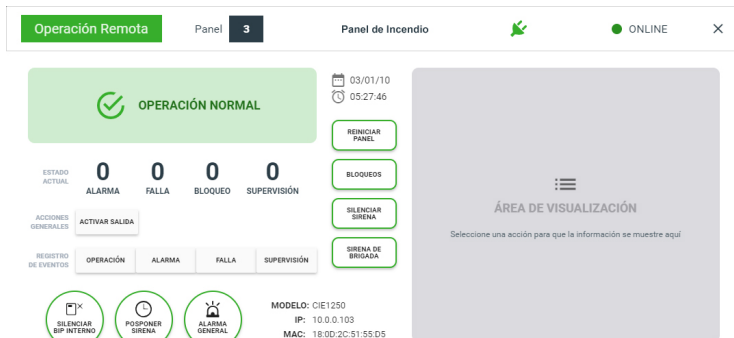 Operación Remota
Panel 3
Panel de Incendio
ONLINE
OPERACIÓN NORMAL
03/01/10
05:27:46
ESTADO
ACTUAL
0 0 0 0
ALARMA FALLA BLOQUEO SUPERVISIÓN
ACCIONES
GENERALES
ACTIVAR SALIDA
REGISTRO
DE EVENTOS
OPERACIÓN ALARMA FALLA SUPERVISIÓN
REINICIAR
PANEL
BLOQUEOS
SILENCIAR
SIRENA
SIRENA DE
BRIGADA
SILENCIAR
BIP INTERNO
POSPONER
SIRENA
ALARMA
GENERAL
MODELO: CIE1250
IP: 10.0.0.103
MAC: 18:0D:2C:51:55:D5
ÁREA DE VISUALIZACIÓN
Seleccione una acción para que la información se muestre aquí